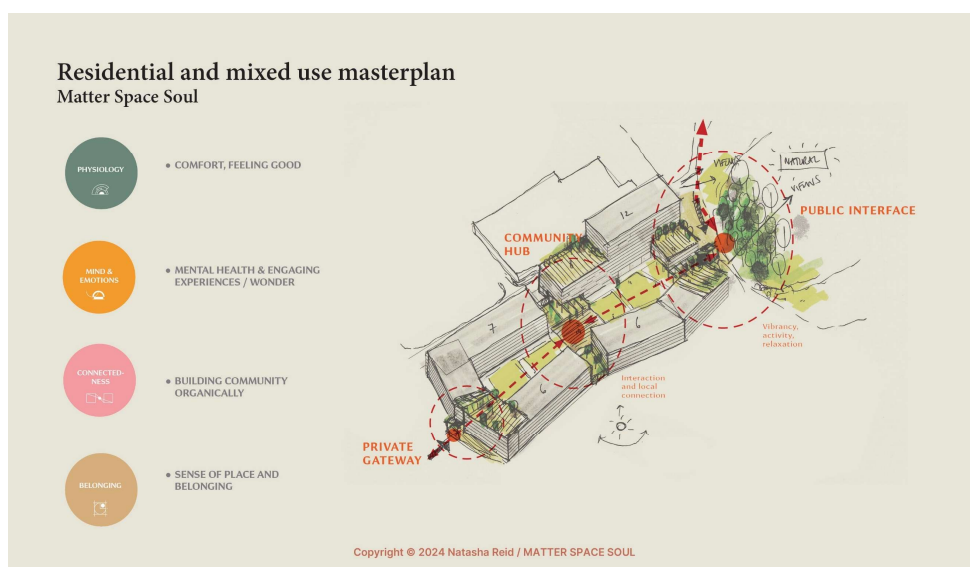 Residential and mixed use masterplan
Matter Space Soul
PHYSIOLOGY
• COMFORT, FEELING GOOD
MIND &
EMOTIONS
• MENTAL HEALTH & ENGAGING
EXPERIENCES / WONDER
CONNECTED-
NESS
• BUILDING COMMUNITY
ORGANICALLY
BELONGING
• SENSE OF PLACE AND
BELONGING
VIEWS
NATURAL
VIEWS
PUBLIC INTERFACE
12
COMMUNITY
HUB
7
6
6
Vibrancy,
activity,
relaxation
Interaction
and local
connection
PRIVATE
GATEWAY
Copyright © 2024 Natasha Reid / MATTER SPACE SOUL